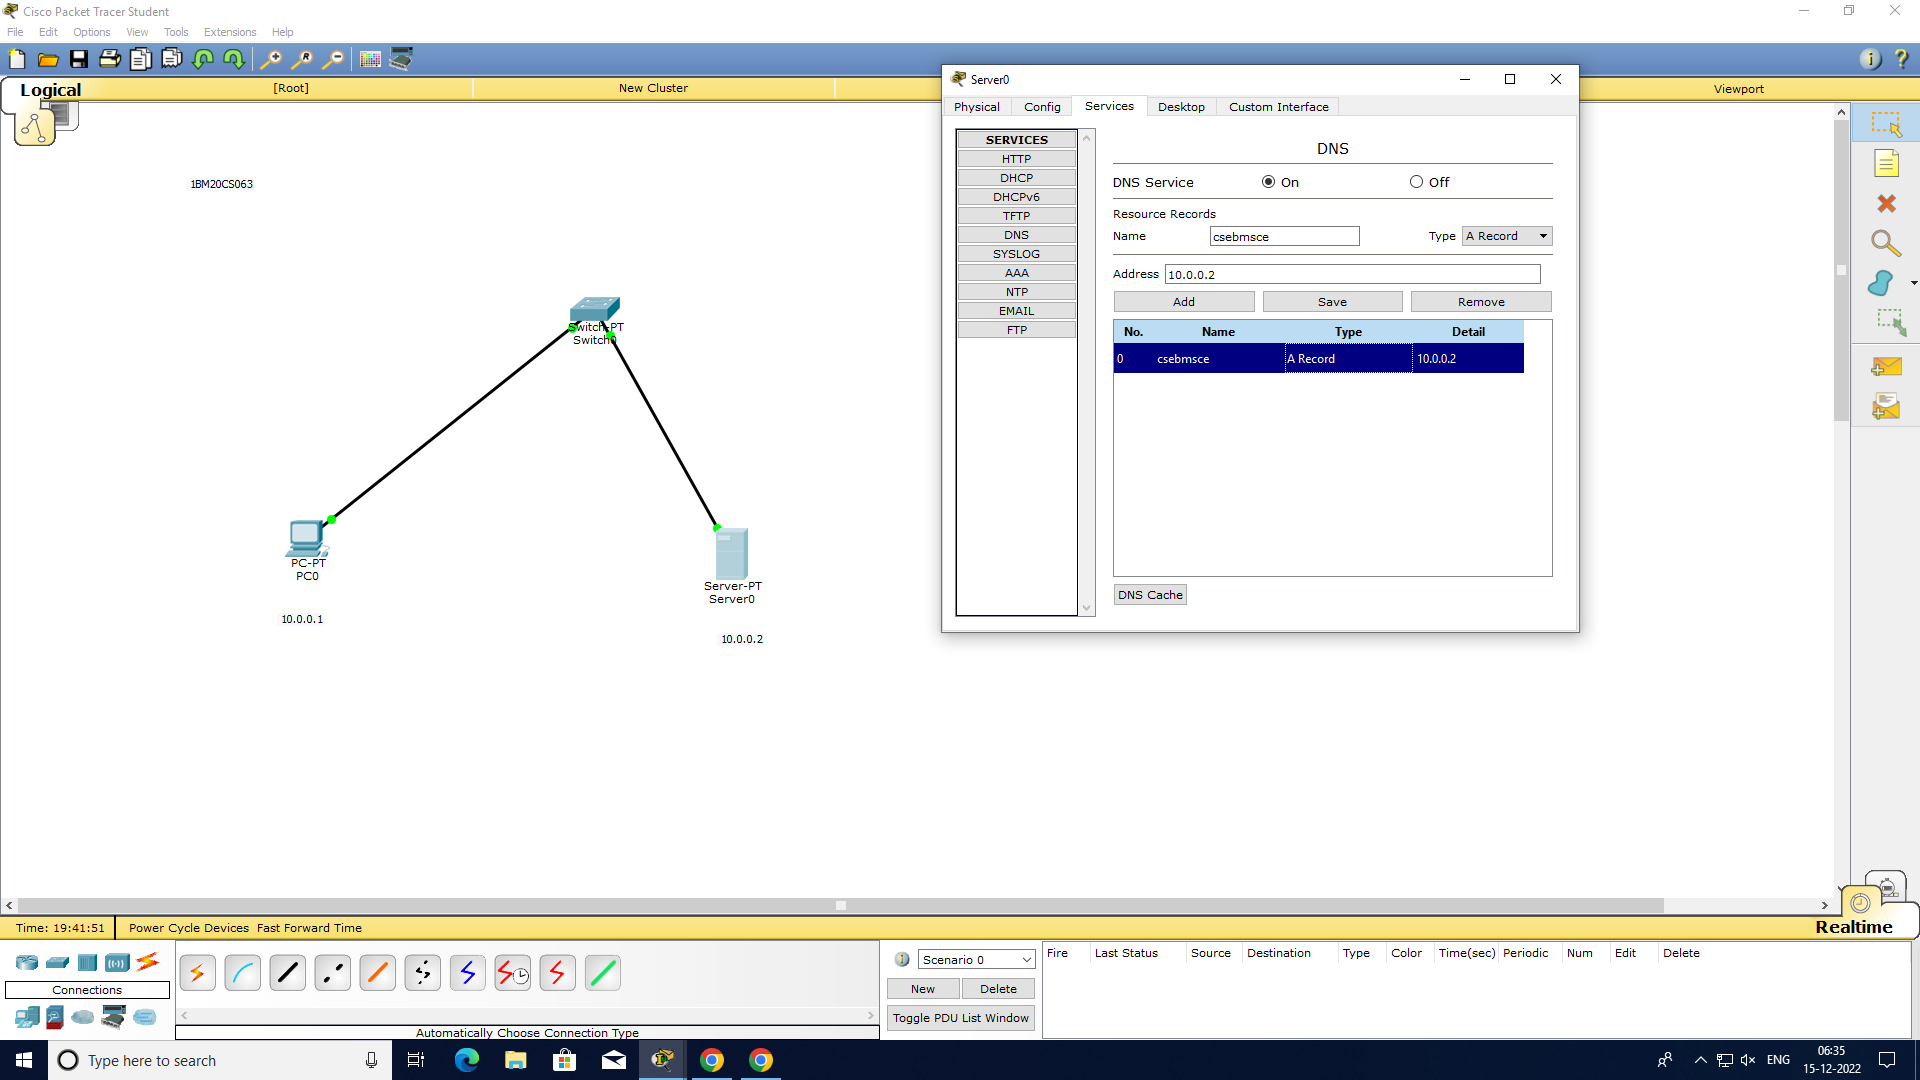 Cisco Packet Tracer Student
File Edit Options View Tools Extensions Help
Logical
[Root]
New Cluster
Viewport
1BM20CS063
Switch-PT
Switch0
PC-PT
PC0
10.0.0.1
Server-PT
Server0
10.0.0.2
Server0
Physical Config Services Desktop Custom Interface
SERVICES
HTTP
DHCP
DHCPv6
TFTP
DNS
SYSLOG
AAA
NTP
EMAIL
FTP
DNS
DNS Service On Off
Resource Records
Name csebmsce Type A Record
Address 10.0.0.2
Add Save Remove
No. Name Type Detail
0 csebmsce A Record 10.0.0.2
DNS Cache
Time: 19:41:51 Power Cycle Devices Fast Forward Time
Realtime
Connections
Automatically Choose Connection Type
Scenario 0
New Delete
Toggle PDU List Window
Fire Last Status Source Destination Type Color Time(sec) Periodic Num Edit Delete
Type here to search
ENG
06:35
15-12-2022